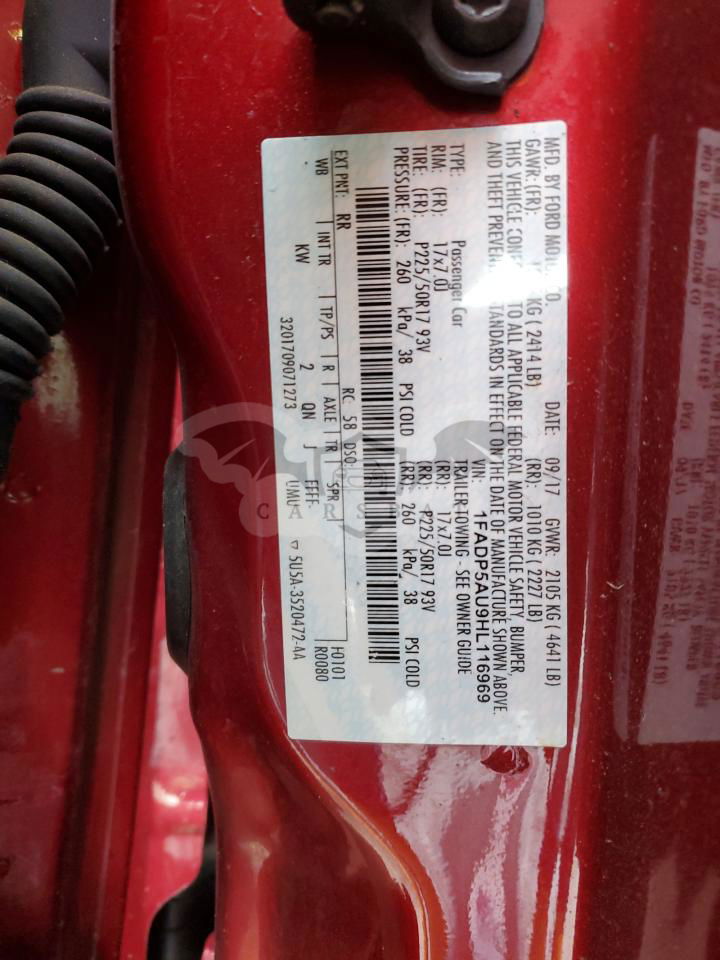 MFD. BY FORD MOTOR CO.
DATE: 09/17 GVWR: 2105 KG ( 4641 LB)
GAWR: (FR): KG ( 2414 LB) (RR): 1010 KG ( 2227 LB)
THIS VEHICLE TO ALL APPLICABLE FEDERAL MOTOR VEHICLE SAFETY, BUMPER,
AND THEFT STANDARDS IN EFFECT ON THE DATE OF MANUFACTURE SHOWN ABOVE.
VIN: 1FADP5AU9HL116969
TYPE: Passenger Car TRAILER TOWING - SEE OWNER GUIDE
RIM: (FR): 17x7.0J (RR): 17x7.0J
TIRE: (FR): P225/50R17 93V (RR): P225/50R17 93V
PRESSURE: (FR): 260 kPa/ 38 PSI COLD (RR): 260 kPa/ 38 PSI COLD
EXT PNT: RR RC: 58 DSO: F0101
WB INT TR TP/PS R AXLE TR SPR R0080
KW 2 QN J UMU ▽ 5U5A-3520472-AA
3201709071273
CARS